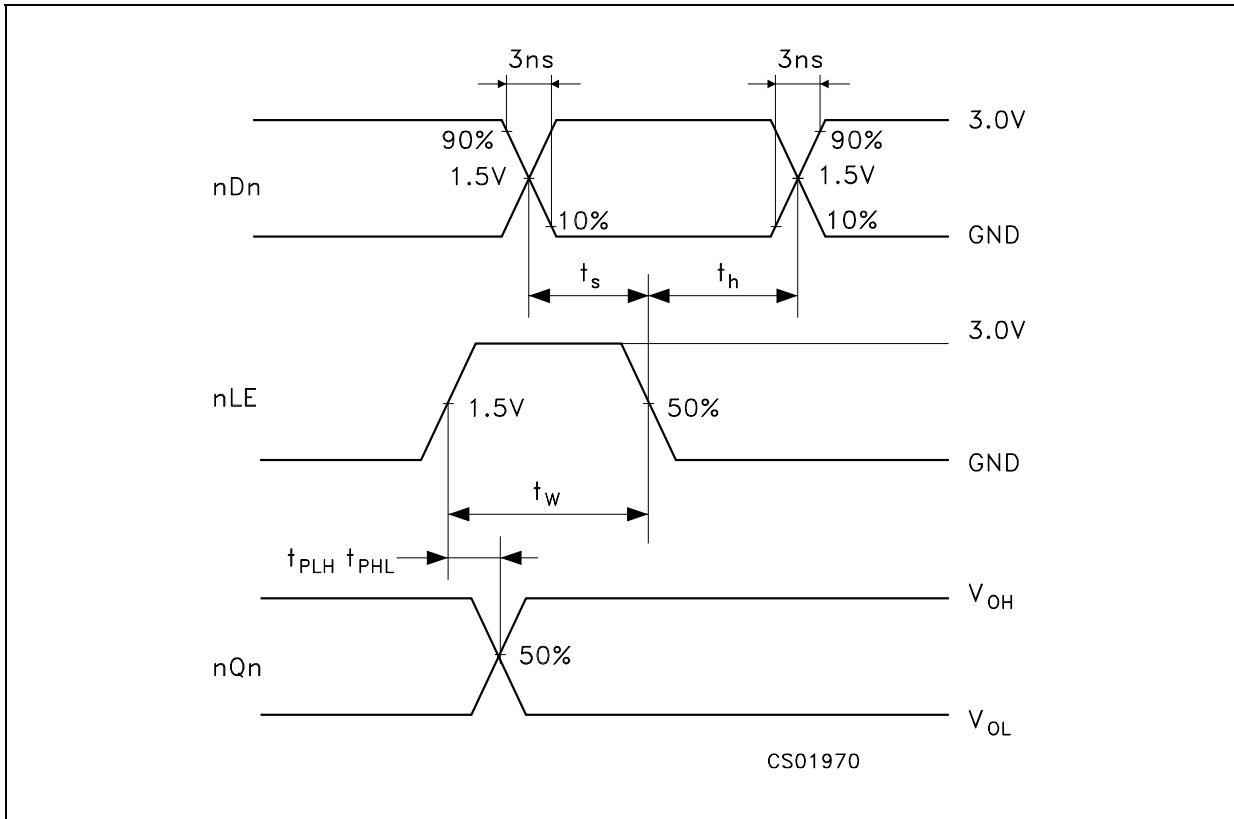 3ns 3ns
3.0V
90% 90%
nDn 1.5V 1.5V
10% 10%
GND
ts th
3.0V
nLE 1.5V 50%
GND
tW
tPLH tPHL
VOH
nQn 50%
VOL
CS01970